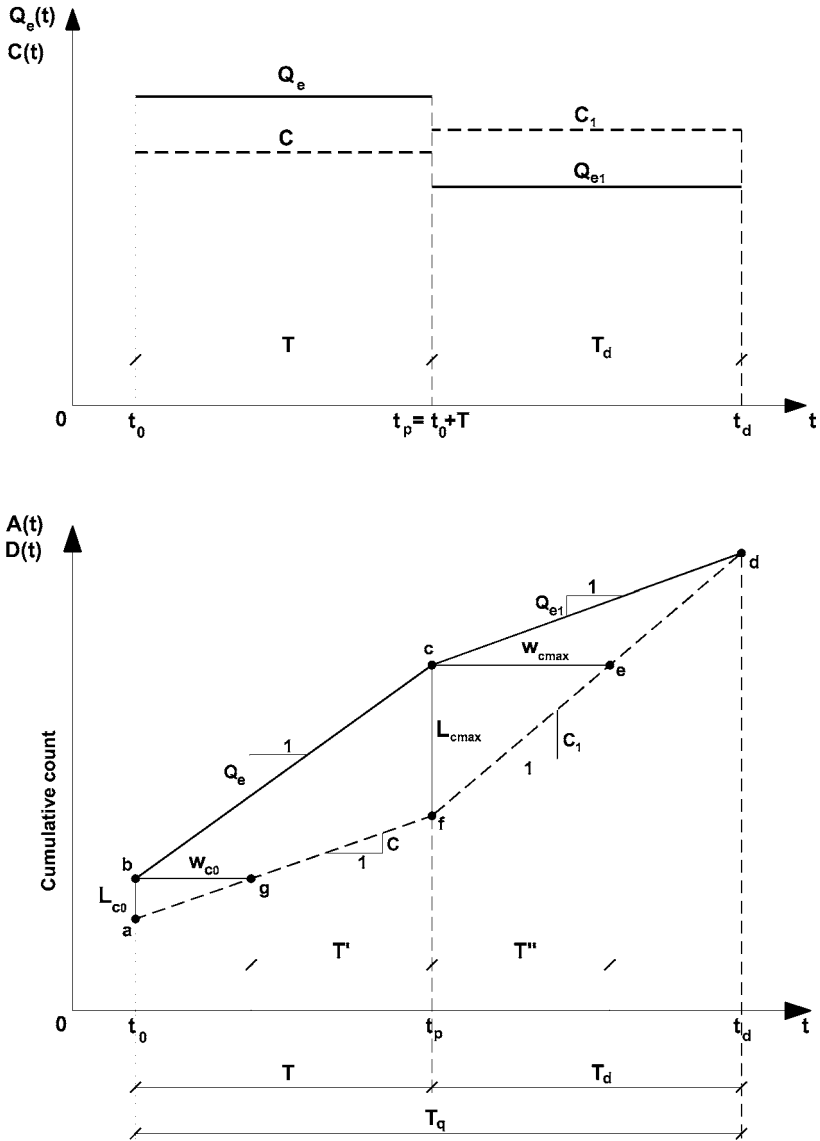 Qe(t)
C(t)
Qe
C
C1
Qe1
T
Td
0
t0
tp = t0+T
td
t
A(t)
D(t)
Cumulative count
d
1
Qe1
c
wcmax
e
Lcmax
1
Qe
C1
1
f
C
1
b
wc0
g
Lc0
a
T'
T"
0
t0
tp
td
t
T
Td
Tq